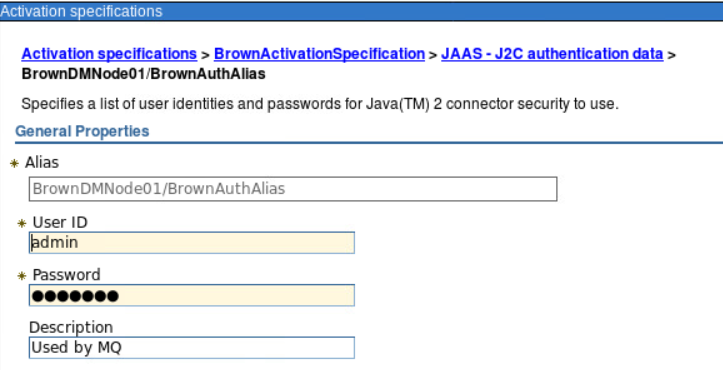 Activation specifications
Activation specifications > BrownActivationSpecification > JAAS - J2C authentication data >
BrownDMNode01/BrownAuthAlias
Specifies a list of user identities and passwords for Java(TM) 2 connector security to use.
General Properties
* Alias
BrownDMNode01/BrownAuthAlias
* User ID
admin
* Password
●●●●●●●
Description
Used by MQ